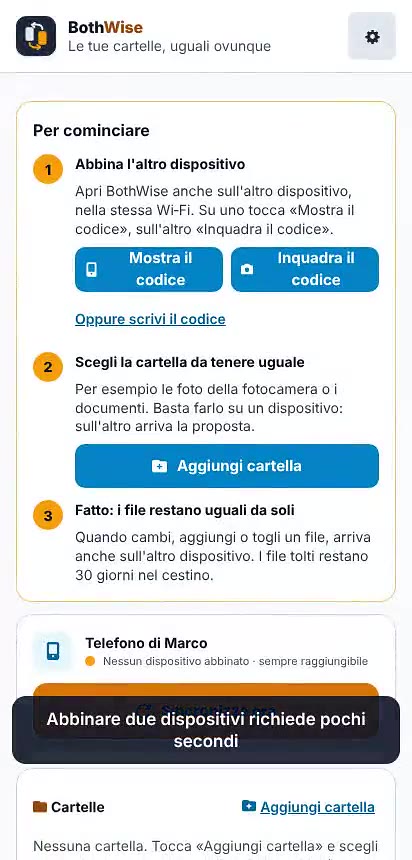 BothWise
Le tue cartelle, uguali ovunque
Per cominciare
1
Abbina l'altro dispositivo
Apri BothWise anche sull'altro dispositivo,
nella stessa Wi-Fi. Su uno tocca «Mostra il
codice», sull'altro «Inquadra il codice».
Mostra il
codice
Inquadra il
codice
Oppure scrivi il codice
2
Scegli la cartella da tenere uguale
Per esempio le foto della fotocamera o i
documenti. Basta farlo su un dispositivo:
sull'altro arriva la proposta.
Aggiungi cartella
3
Fatto: i file restano uguali da soli
Quando cambi, aggiungi o togli un file, arriva
anche sull'altro dispositivo. I file tolti restano
30 giorni nel cestino.
Telefono di Marco
Nessun dispositivo abbinato · sempre raggiungibile
Abbinare due dispositivi richiede pochi
secondi
Cartelle
Aggiungi cartella
Nessuna cartella. Tocca «Aggiungi cartella» e scegli